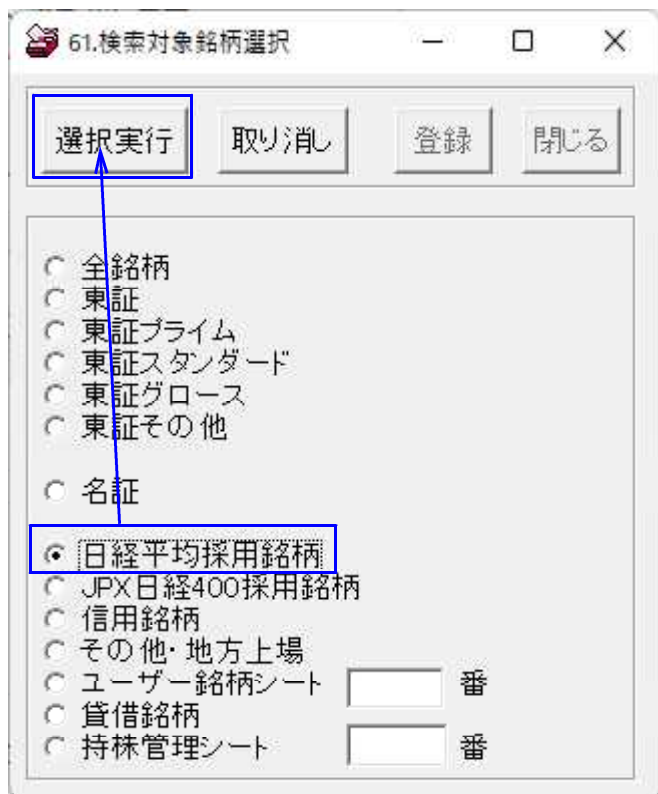 61.検索対象銘柄選択
選択実行 取り消し 登録 閉じる
全銘柄
東証
東証プライム
東証スタンダード
東証グロース
東証その他
名証
日経平均採用銘柄
JPX日経400採用銘柄
信用銘柄
その他・地方上場
ユーザー銘柄シート 番
貸借銘柄
持株管理シート 番